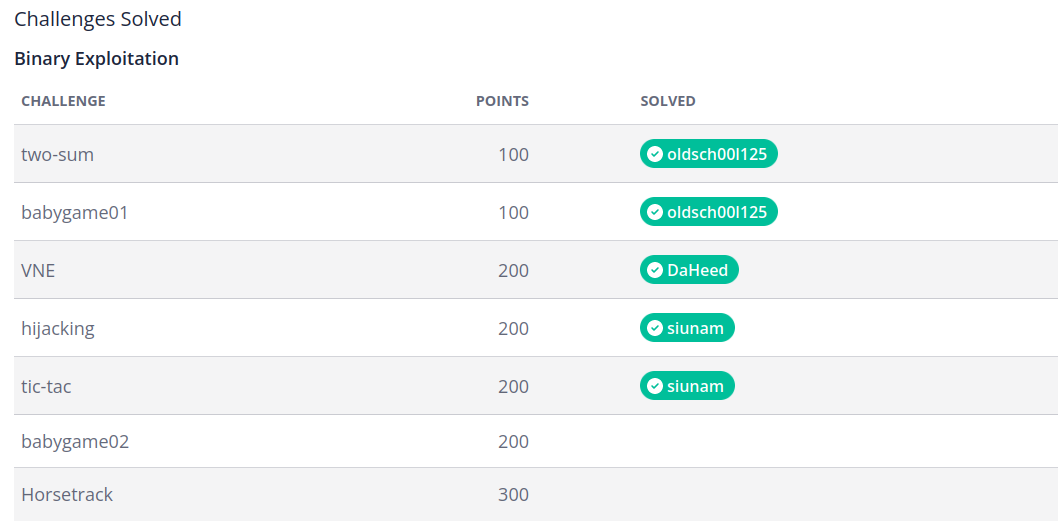 Challenges Solved
Binary Exploitation
CHALLENGE POINTS SOLVED
two-sum 100 oldsch00l125
babygame01 100 oldsch00l125
VNE 200 DaHeed
hijacking 200 siunam
tic-tac 200 siunam
babygame02 200
Horsetrack 300